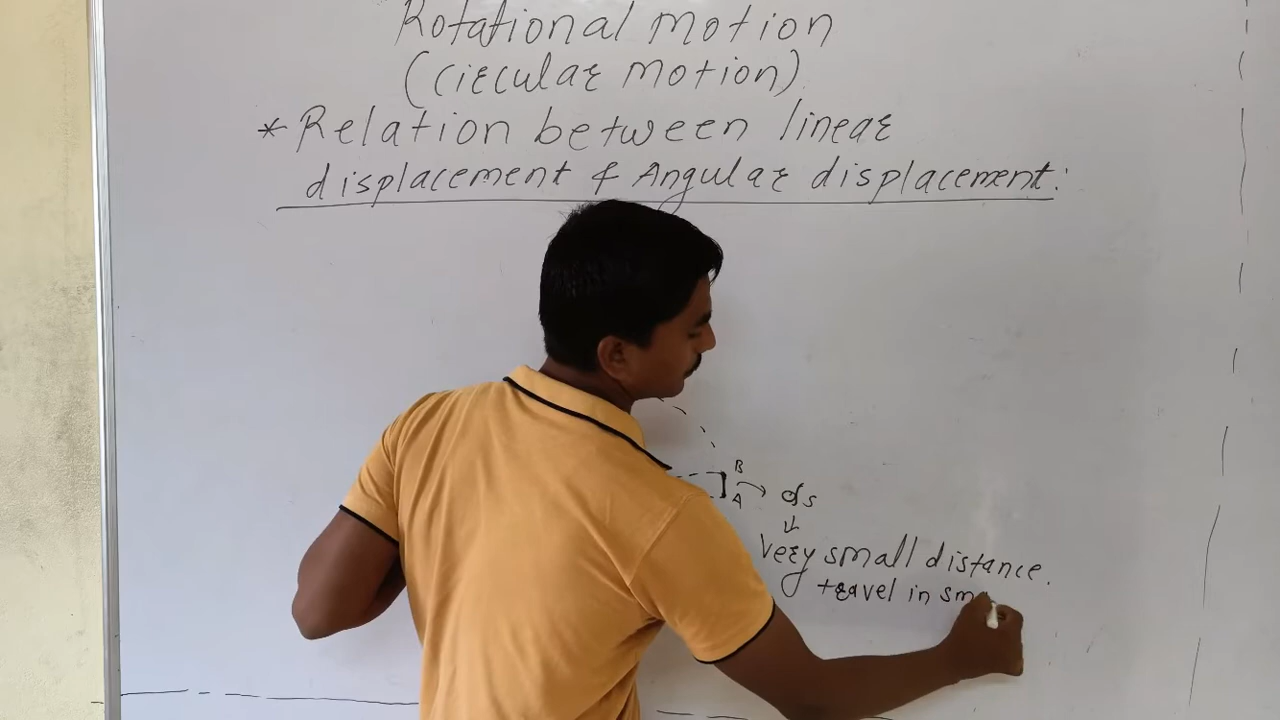 Rotational Motion
(Circular Motion)
* Relation between linear
displacement & Angular displacement:
B
A
ds
Very small distance.
travel in sm